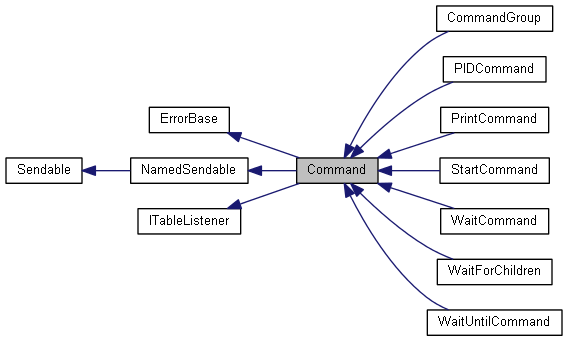 CommandGroup
PIDCommand
ErrorBase
PrintCommand
Sendable
NamedSendable
Command
StartCommand
ITableListener
WaitCommand
WaitForChildren
WaitUntilCommand